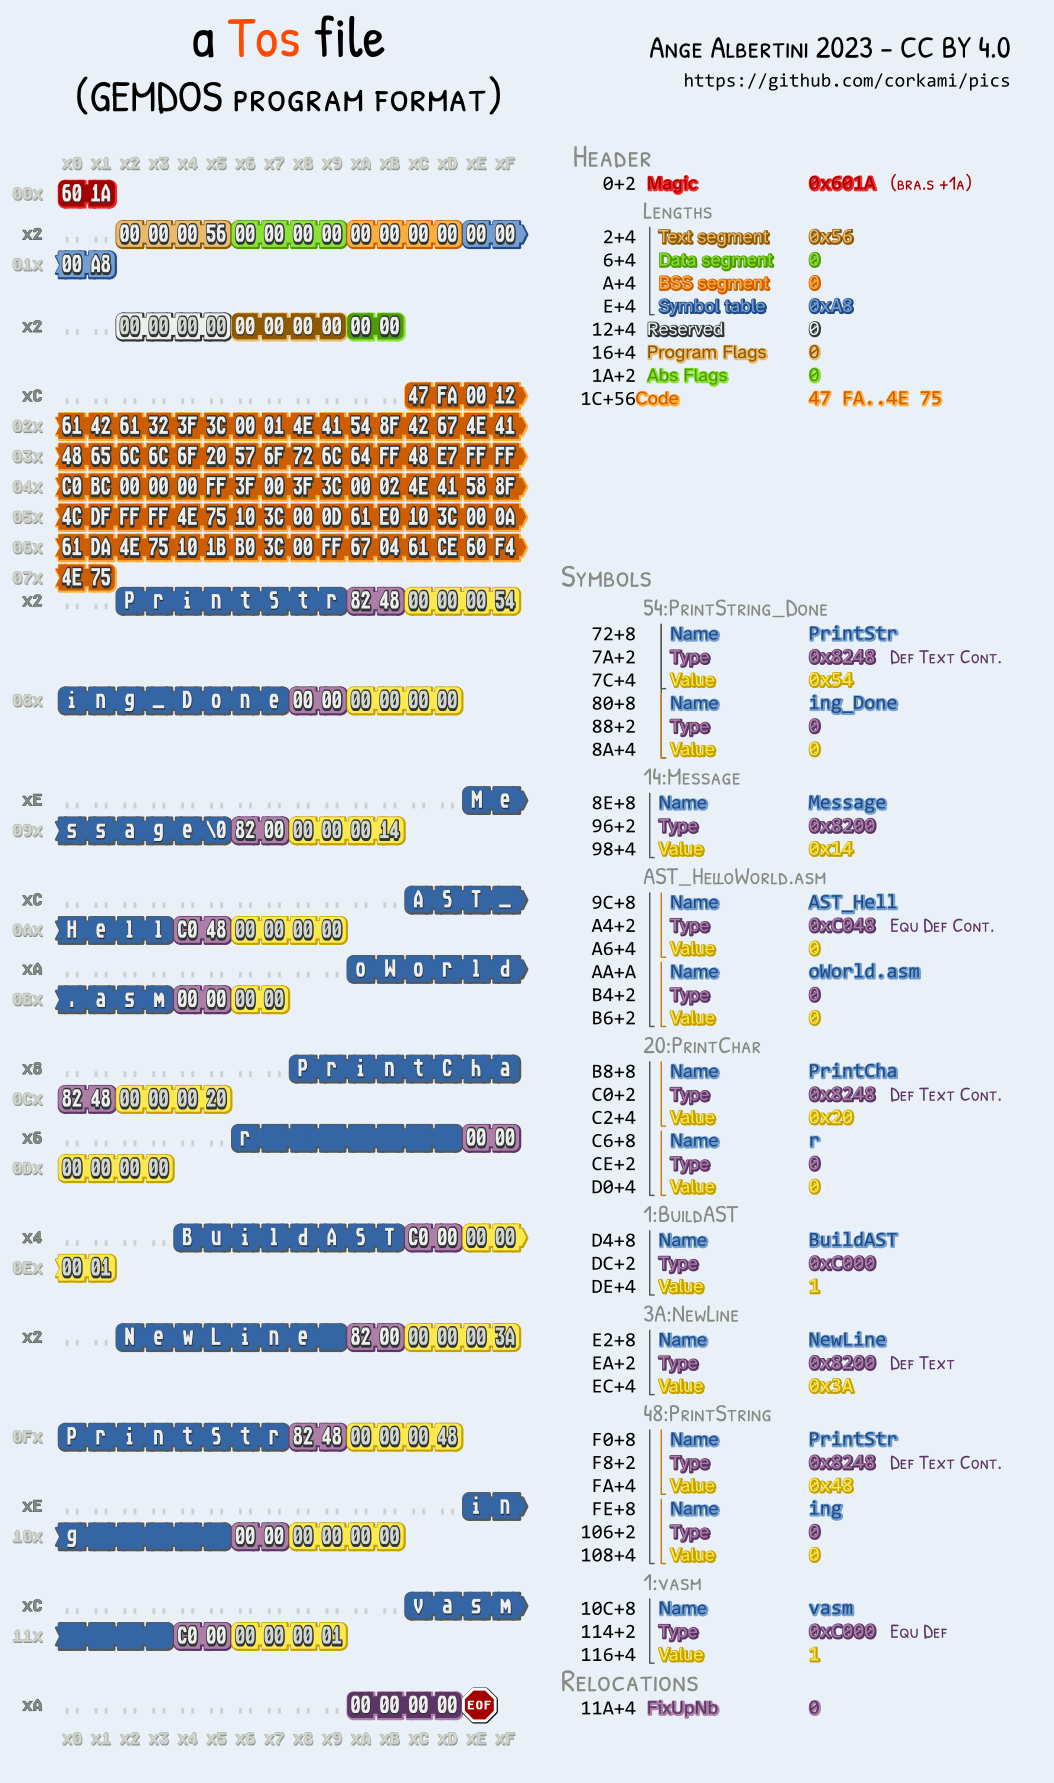 a Tos file
(GEMDOS PROGRAM FORMAT)
ANGE ALBERTINI 2023 - CC BY 4.0
https://github.com/corkami/pics
x0 x1 x2 x3 x4 x5 x6 x7 x8 x9 xA xB xC xD xE xF
00x 60 1A
x2 .. .. 00 00 00 56 00 00 00 00 00 00 00 00 00 00
01x 00 A8
x2 .. .. 00 00 00 00 00 00 00 00 00 00
xC .. .. .. .. .. .. .. .. .. .. .. .. 47 FA 00 12
02x 61 42 61 32 3F 3C 00 01 4E 41 54 8F 42 67 4E 41
03x 48 65 6C 6C 6F 20 57 6F 72 6C 64 FF 48 E7 FF FF
04x C0 BC 00 00 00 FF 3F 00 3F 3C 00 02 4E 41 58 8F
05x 4C DF FF FF 4E 75 10 3C 00 0D 61 E0 10 3C 00 0A
06x 61 DA 4E 75 10 1B B0 3C 00 FF 67 04 61 CE 60 F4
07x 4E 75
x2 .. .. P r i n t S t r 82 48 00 00 00 54
08x i n g _ D o n e 00 00 00 00 00 00
xE .. .. .. .. .. .. .. .. .. .. .. .. .. .. M e
09x s s a g e \0 82 00 00 00 00 14
xC .. .. .. .. .. .. .. .. .. .. .. .. A S T _
0Ax H e l l C0 48 00 00 00 00
xA .. .. .. .. .. .. .. .. .. .. o W o r l d
0Bx . a s m 00 00 00 00
x8 .. .. .. .. .. .. .. .. P r i n t C h a
0Cx 82 48 00 00 00 20
x6 .. .. .. .. .. .. r 00 00
0Dx 00 00 00 00
x4 .. .. .. .. B u i l d A S T C0 00 00 00
0Ex 00 01
x2 .. .. N e w L i n e 82 00 00 00 00 3A
0Fx P r i n t S t r 82 48 00 00 00 48
xE .. .. .. .. .. .. .. .. .. .. .. .. .. .. i n
10x g 00 00 00 00 00 00
xC .. .. .. .. .. .. .. .. .. .. .. .. v a s m
11x C0 00 00 00 00 01
xA .. .. .. .. .. .. .. .. .. .. 00 00 00 00 EOF
x0 x1 x2 x3 x4 x5 x6 x7 x8 x9 xA xB xC xD xE xF
HEADER
0+2 Magic 0x601A (BRA.S +1A)
LENGTHS
2+4 Text segment 0x56
6+4 Data segment 0
A+4 BSS segment 0
E+4 Symbol table 0xA8
12+4 Reserved 0
16+4 Program Flags 0
1A+2 Abs Flags 0
1C+56 Code 47 FA..4E 75
SYMBOLS
54:PRINTSTRING_DONE
72+8 Name PrintStr
7A+2 Type 0x8248 DEF TEXT CONT.
7C+4 Value 0x54
80+8 Name ing_Done
88+2 Type 0
8A+4 Value 0
14:MESSAGE
8E+8 Name Message
96+2 Type 0x8200
98+4 Value 0x14
AST_HELLOWORLD.ASM
9C+8 Name AST_Hell
A4+2 Type 0xC048 EQU DEF CONT.
A6+4 Value 0
AA+A Name oWorld.asm
B4+2 Type 0
B6+2 Value 0
20:PRINTCHAR
B8+8 Name PrintCha
C0+2 Type 0x8248 DEF TEXT CONT.
C2+4 Value 0x20
C6+8 Name r
CE+2 Type 0
D0+4 Value 0
1:BUILDAST
D4+8 Name BuildAST
DC+2 Type 0xC000
DE+4 Value 1
3A:NEWLINE
E2+8 Name NewLine
EA+2 Type 0x8200 DEF TEXT
EC+4 Value 0x3A
48:PRINTSTRING
F0+8 Name PrintStr
F8+2 Type 0x8248 DEF TEXT CONT.
FA+4 Value 0x48
FE+8 Name ing
106+2 Type 0
108+4 Value 0
1:VASM
10C+8 Name vasm
114+2 Type 0xC000 EQU DEF
116+4 Value 1
RELOCATIONS
11A+4 FixUpNb 0